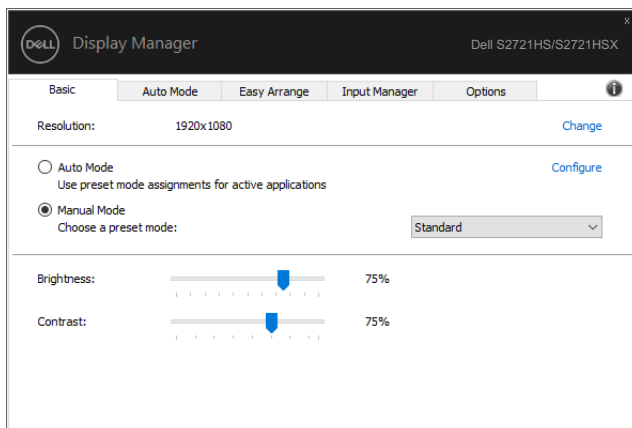 DELL Display Manager Dell S2721HS/S2721HSX
x
Basic Auto Mode Easy Arrange Input Manager Options i
Resolution: 1920x1080 Change
Auto Mode Configure
Use preset mode assignments for active applications
Manual Mode
Choose a preset mode: Standard
Brightness: 75%
Contrast: 75%